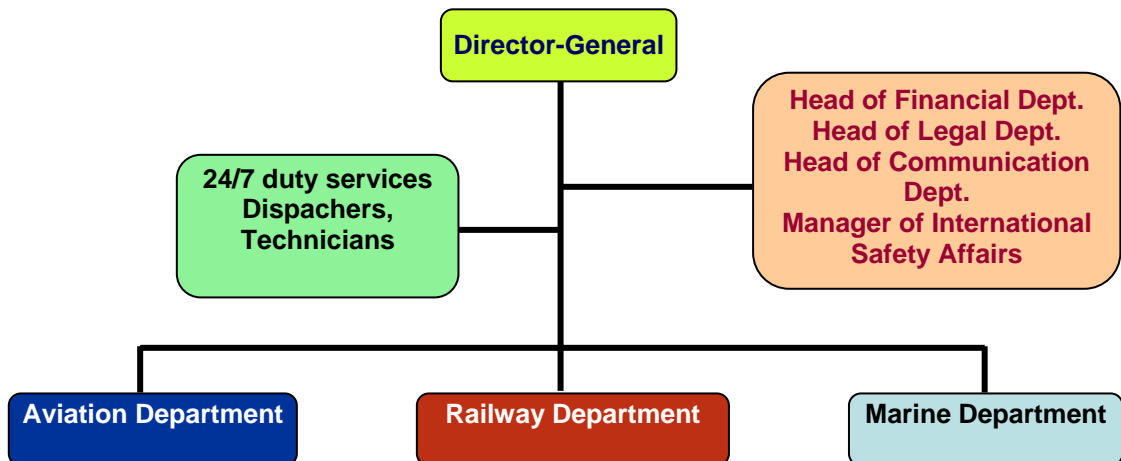 Director-General
Head of Financial Dept.
Head of Legal Dept.
Head of Communication
Dept.
Manager of International
Safety Affairs
24/7 duty services
Dispachers,
Technicians
Aviation Department
Railway Department
Marine Department